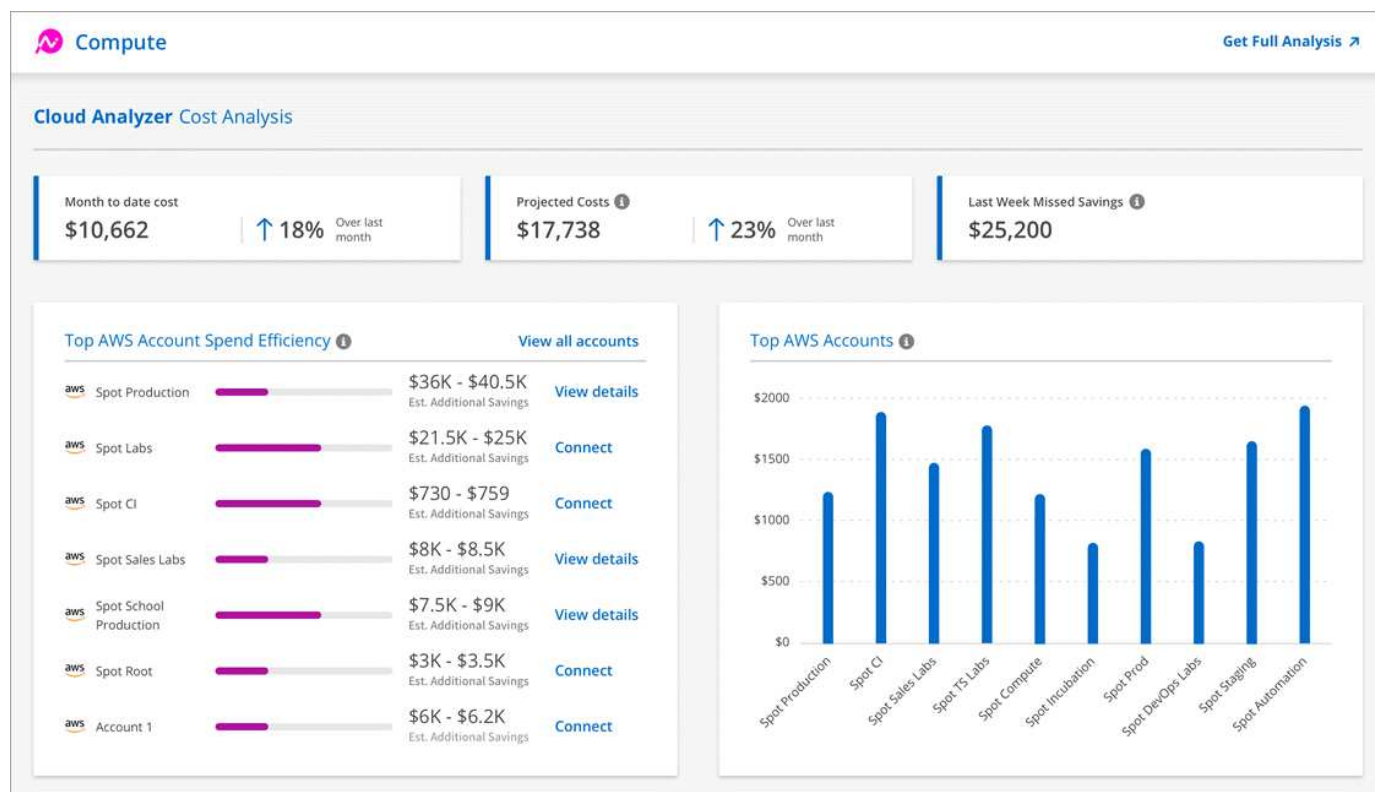 Compute
Get Full Analysis
Cloud Analyzer Cost Analysis
Month to date cost
$10,662
18%
Over last
month
Projected Costs
$17,738
23%
Over last
month
Last Week Missed Savings
$25,200
Top AWS Account Spend Efficiency
View all accounts
aws Spot Production
$36K - $40.5K
Est. Additional Savings
View details
aws Spot Labs
$21.5K - $25K
Est. Additional Savings
Connect
aws Spot CI
$730 - $759
Est. Additional Savings
Connect
aws Spot Sales Labs
$8K - $8.5K
Est. Additional Savings
View details
aws Spot School
Production
$7.5K - $9K
Est. Additional Savings
View details
aws Spot Root
$3K - $3.5K
Est. Additional Savings
Connect
aws Account 1
$6K - $6.2K
Est. Additional Savings
Connect
Top AWS Accounts
$2000
$1500
$1000
$500
$0
Spot Production
Spot CI
Spot Sales Labs
Spot TS Labs
Spot Compute
Spot Incubation
Spot Prod
Spot DevOps Labs
Spot Staging
Spot Automation